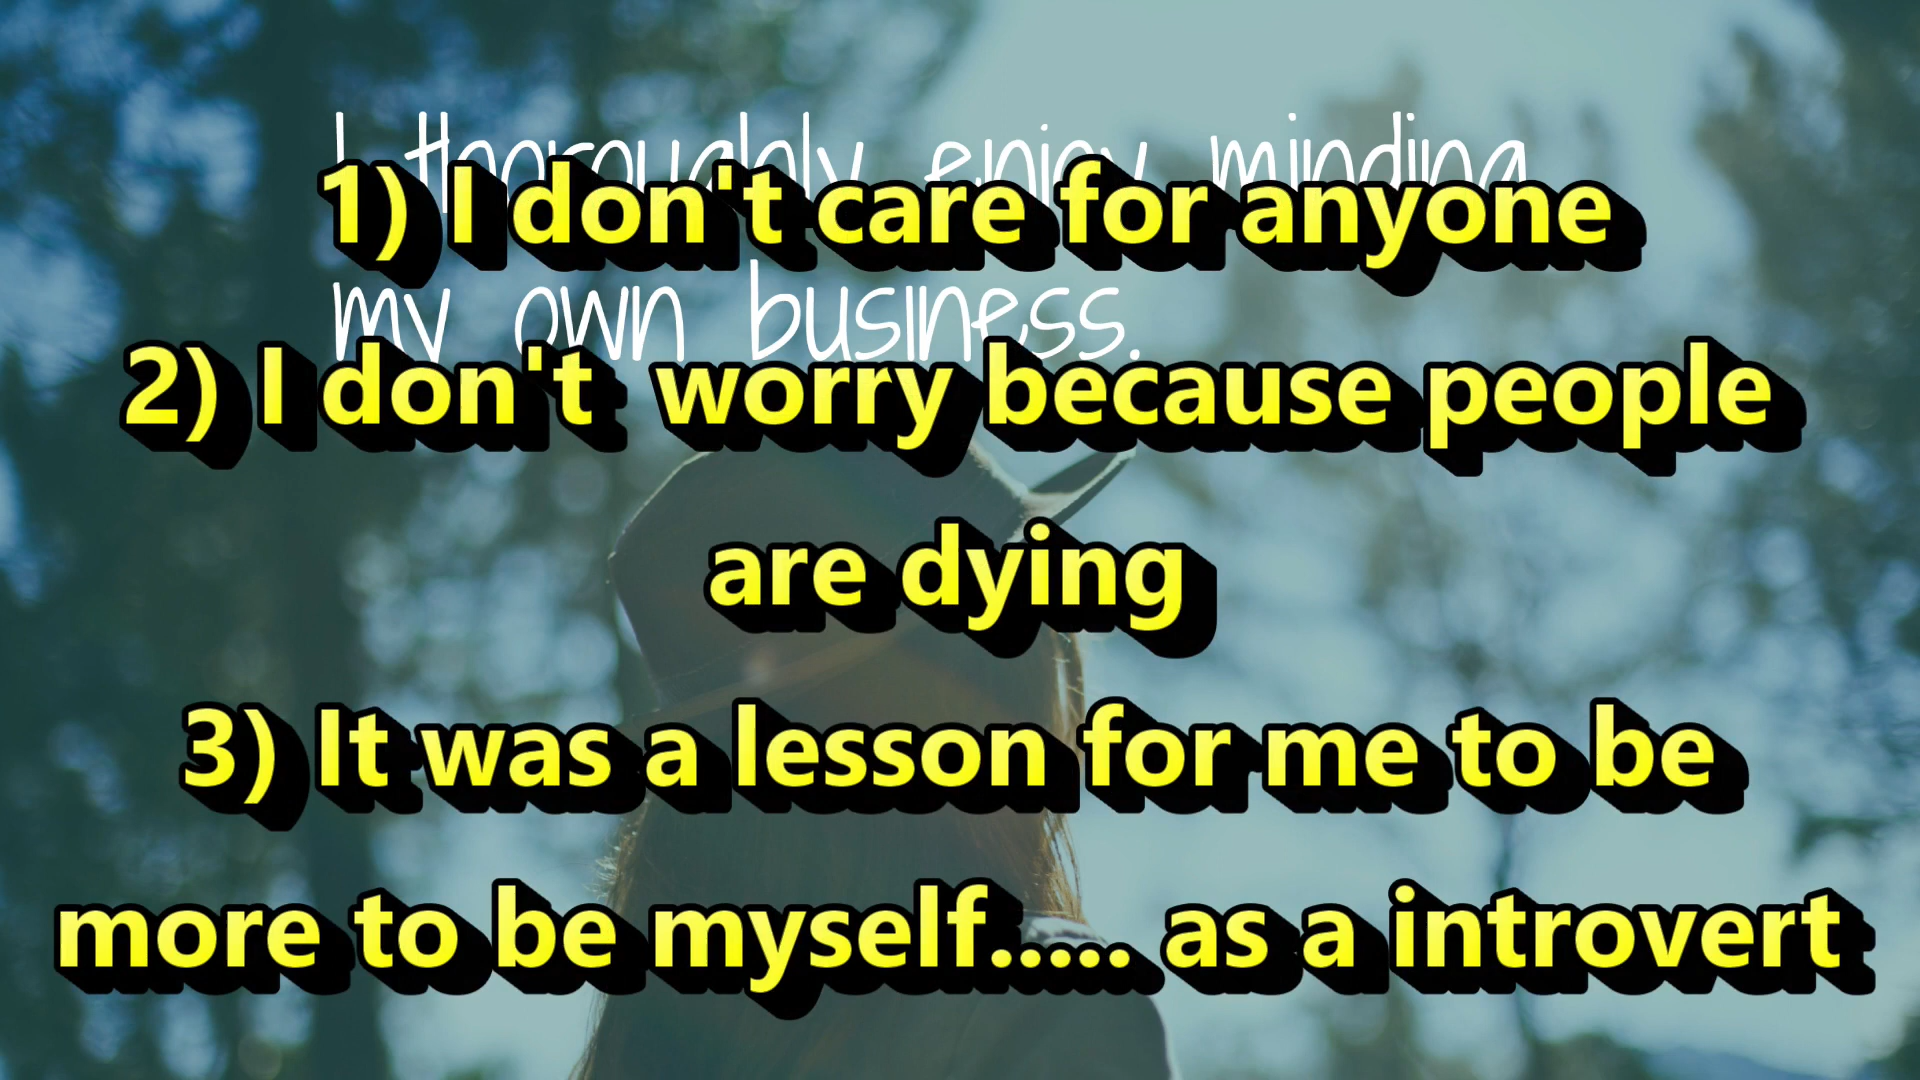 I thoroughly enjoy minding
1) I don't care for anyone
my own business.
2) I don't  worry because people
are dying
3) It was a lesson for me to be
more to be myself..... as a introvert